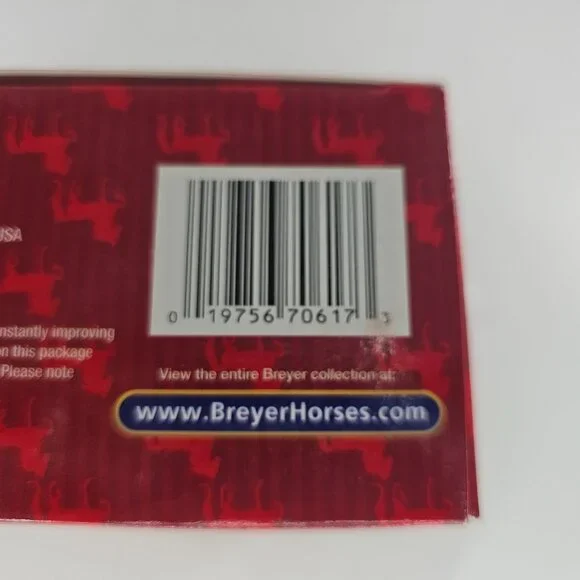 USA
nstantly improving
on this package
Please note
0 19756 70617 3
View the entire Breyer collection at:
www.BreyerHorses.com